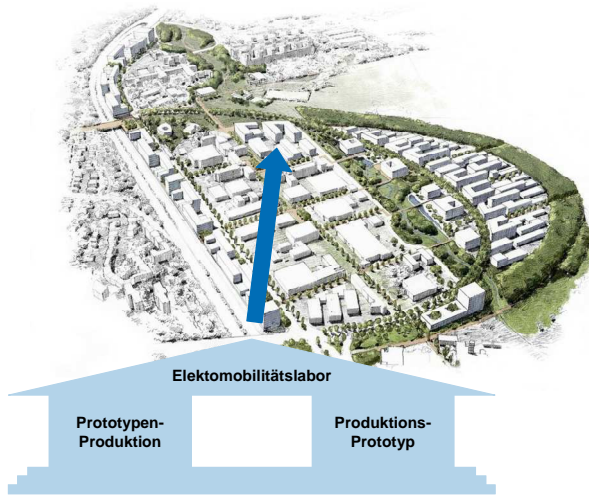 Elektomobilitätslabor
Prototypen-
Produktion
Produktions-
Prototyp